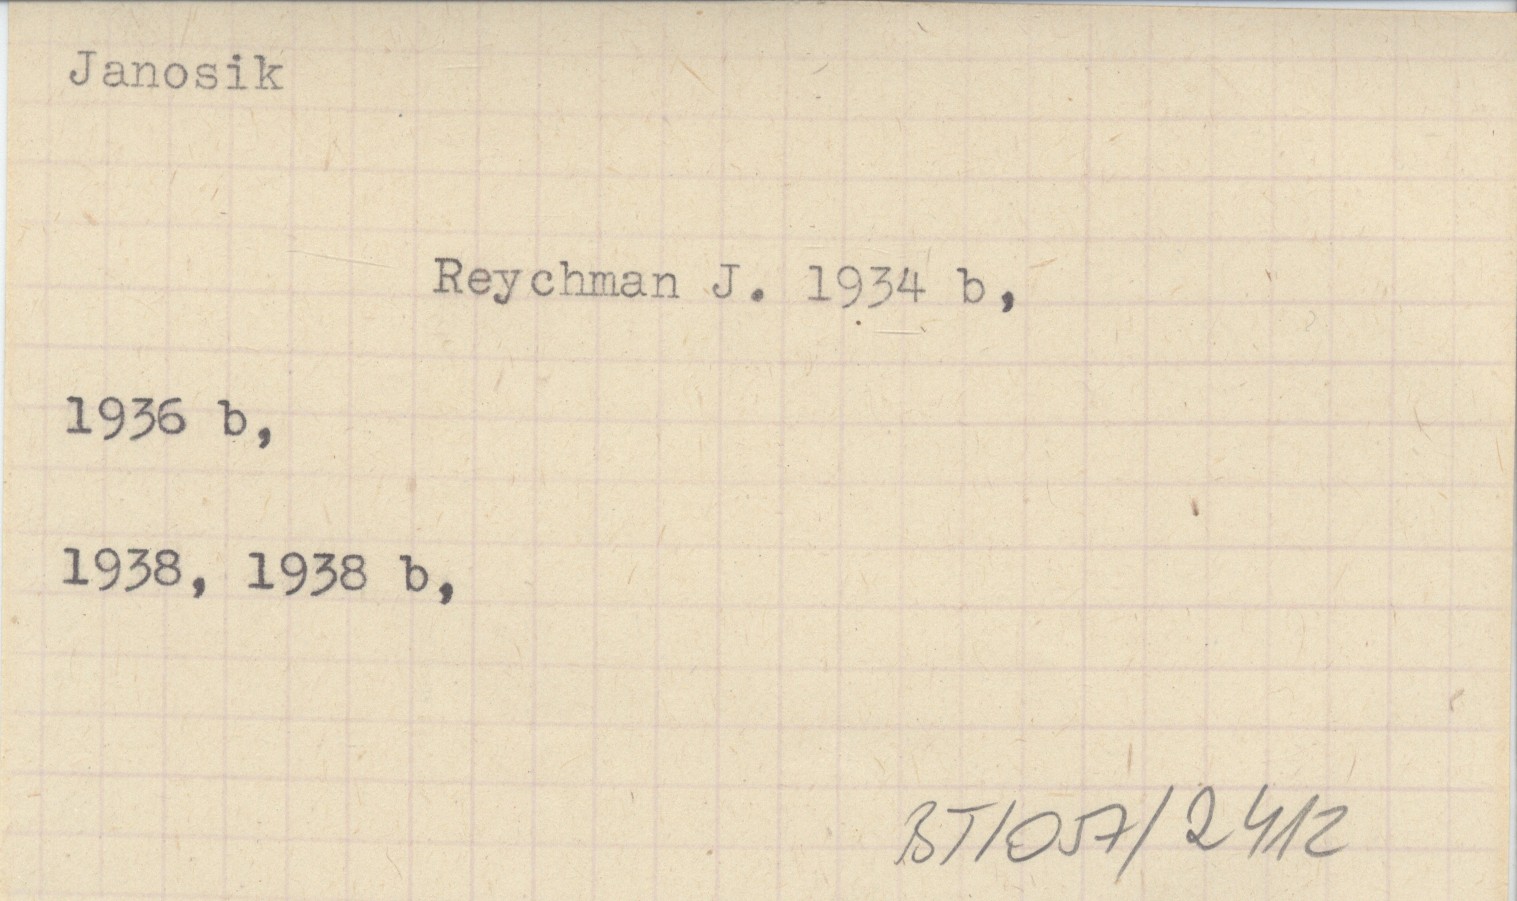 Janosik
Reychman J. 1934 b,
1936 b,
1938, 1938 b,
BT/057/2412